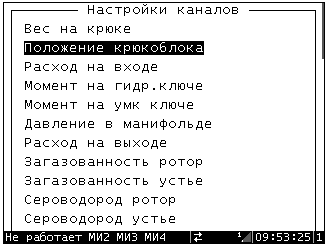 Настройки каналов
Вес на крюке
Положение крюкоблока
Расход на входе
Момент на гидр.ключе
Момент на умк ключе
Давление в манифольде
Расход на выходе
Загазованность ротор
Загазованность устье
Сероводород ротор
Сероводород устье
Не работает МИ2 МИ3 МИ4 09:53:25 1